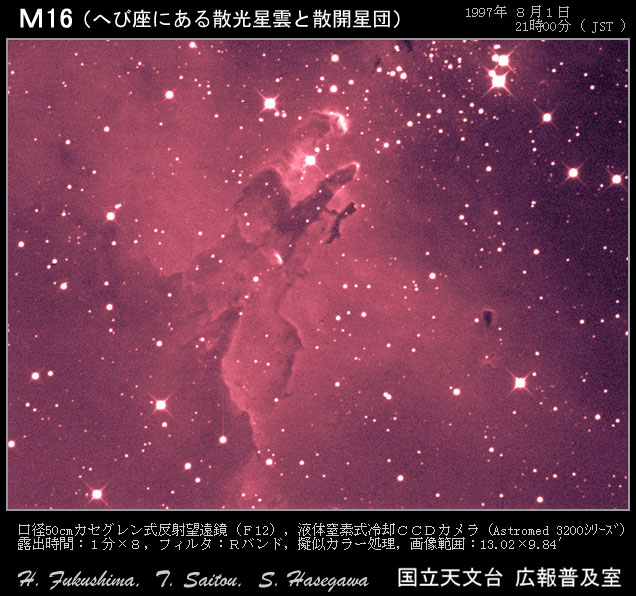 M16（へび座にある散光星雲と散開星団）
1997年 8月1日
21時00分（JST）
口径50cmカセグレン式反射望遠鏡（F12）, 液体窒素式冷却CCDカメラ（Astromed 3200ｼﾘｰｽﾞ）
露出時間：1分×8, フィルタ：Rバンド, 擬似カラー処理, 画像範囲：13.02×9.84′
H. Fukushima, T. Saitou, S. Hasegawa
国立天文台 広報普及室